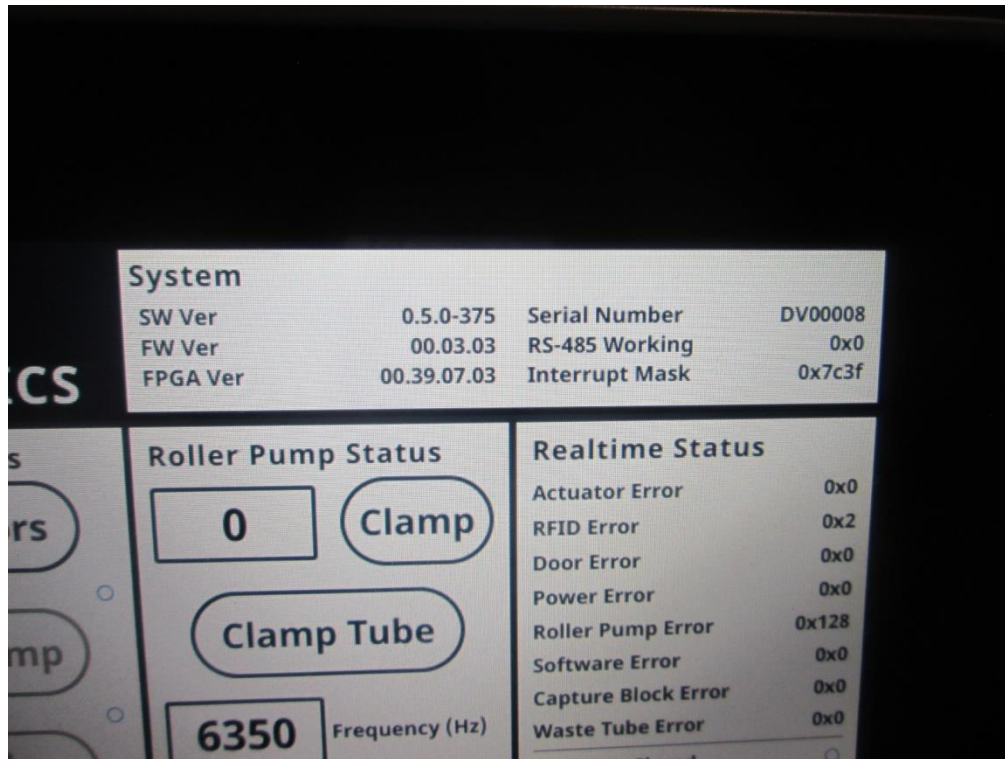 System
SW Ver 0.5.0-375 Serial Number DV00008
FW Ver 00.03.03 RS-485 Working 0x0
FPGA Ver 00.39.07.03 Interrupt Mask 0x7c3f
Roller Pump Status
0 Clamp
Clamp Tube
6350 Frequency (Hz)
Realtime Status
Actuator Error 0x0
RFID Error 0x2
Door Error 0x0
Power Error 0x0
Roller Pump Error 0x128
Software Error 0x0
Capture Block Error 0x0
Waste Tube Error 0x0